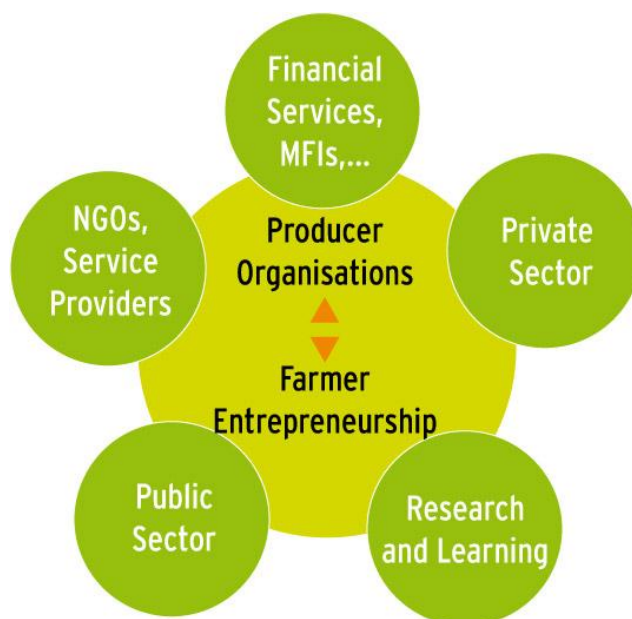 Financial
Services,
MFIs,...
NGOs,
Service
Providers
Producer
Organisations
Private
Sector
Farmer
Entrepreneurship
Public
Sector
Research
and Learning